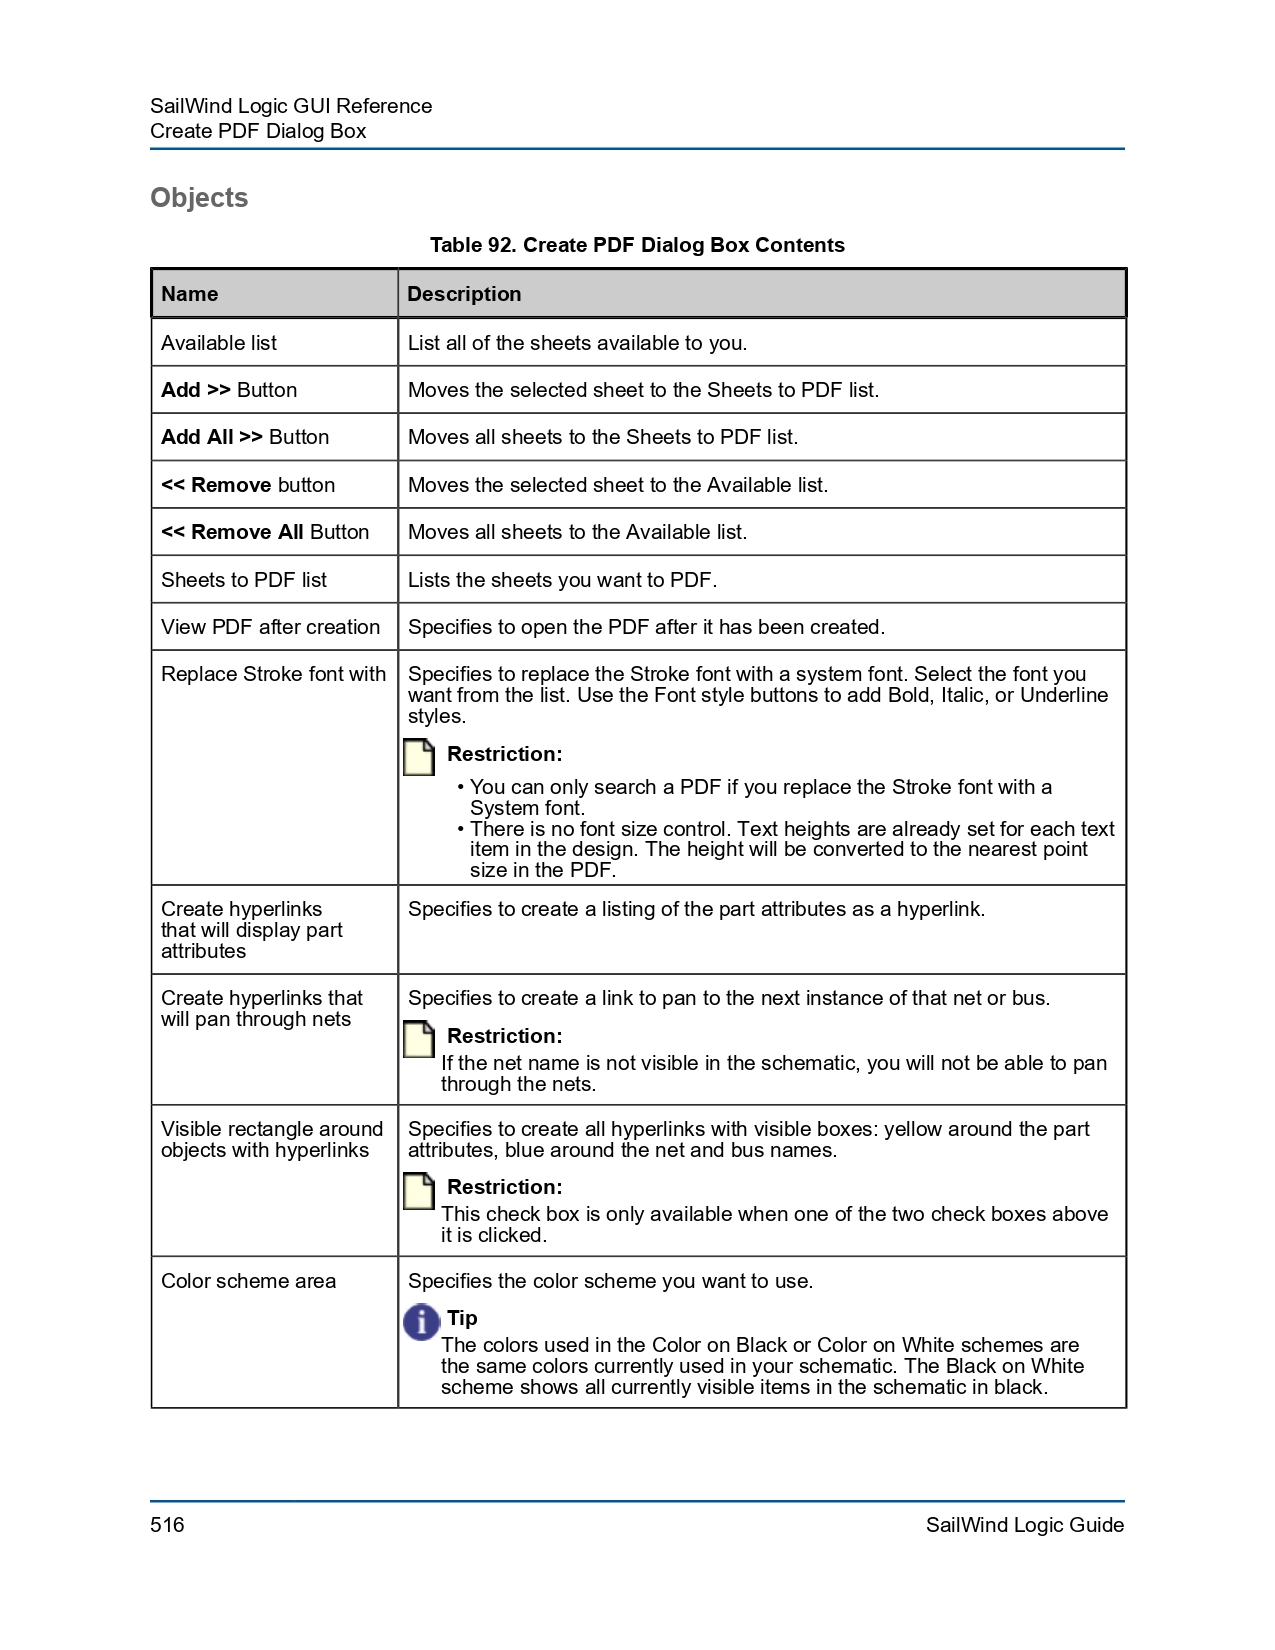 SailWind Logic GUI Reference
Create PDF Dialog Box
Objects
Table 92. Create PDF Dialog Box Contents
Name
Description
Available list
List all of the sheets available to you.
Add >> Button
Moves the selected sheet to the Sheets to PDF list.
Add All >> Button
Moves all sheets to the Sheets to PDF list.
<< Remove button
Moves the selected sheet to the Available list.
<< Remove All Button
Moves all sheets to the Available list.
Sheets to PDF list
Lists the sheets you want to PDF.
View PDF after creation
Specifies to open the PDF after it has been created.
Replace Stroke font with
Specifies to replace the Stroke font with a system font. Select the font you
want from the list. Use the Font style buttons to add Bold, Italic, or Underline
styles.
Restriction:
• You can only search a PDF if you replace the Stroke font with a
System font.
• There is no font size control. Text heights are already set for each text
item in the design. The height will be converted to the nearest point
size in the PDF.
Create hyperlinks
that will display part
attributes
Specifies to create a listing of the part attributes as a hyperlink.
Create hyperlinks that
will pan through nets
Specifies to create a link to pan to the next instance of that net or bus.
Restriction:
If the net name is not visible in the schematic, you will not be able to pan
through the nets.
Visible rectangle around
objects with hyperlinks
Specifies to create all hyperlinks with visible boxes: yellow around the part
attributes, blue around the net and bus names.
Restriction:
This check box is only available when one of the two check boxes above
it is clicked.
Color scheme area
Specifies the color scheme you want to use.
Tip
The colors used in the Color on Black or Color on White schemes are
the same colors currently used in your schematic. The Black on White
scheme shows all currently visible items in the schematic in black.
516
SailWind Logic Guide